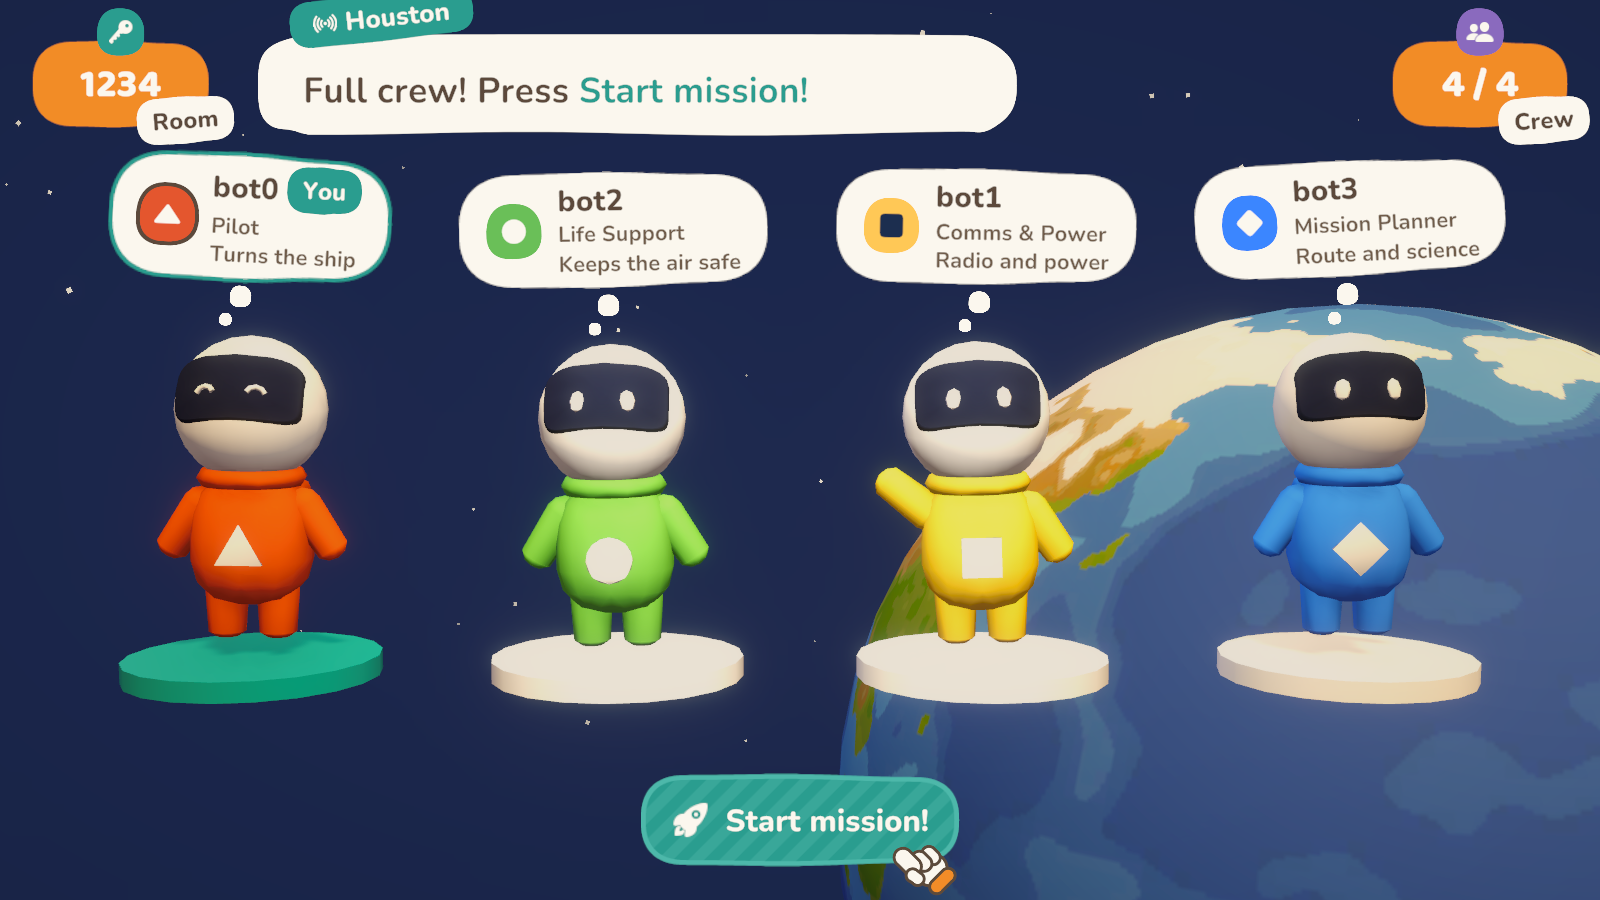 Houston
1234
Room
Full crew! Press Start mission!
4 / 4
Crew
bot0 You
Pilot
Turns the ship
bot2
Life Support
Keeps the air safe
bot1
Comms & Power
Radio and power
bot3
Mission Planner
Route and science
Start mission!